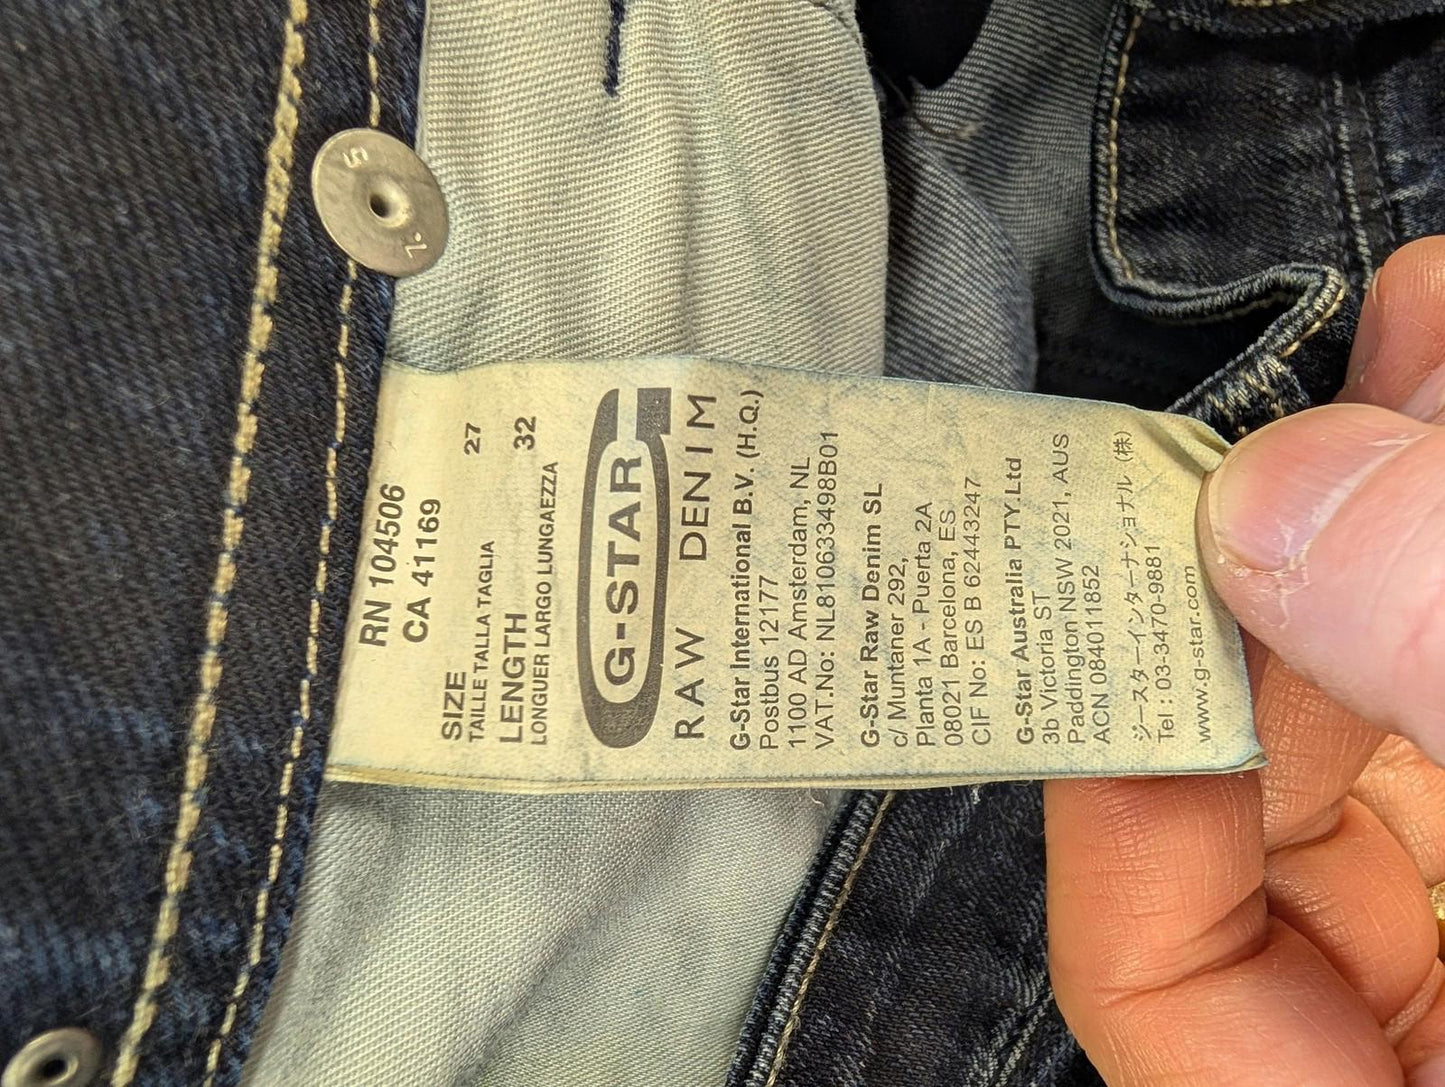 RN 104506
CA 41169
SIZE 27
TAILLE TALLA TAGLIA
LENGTH 32
LONGUER LARGO LUNGAEZZA
G-STAR
RAW DENIM
G-Star International B.V. (H.Q.)
Postbus 12177
1100 AD Amsterdam, NL
VAT.No: NL810633498B01
G-Star Raw Denim SL
c/ Muntaner 292,
Planta 1A - Puerta 2A
08021 Barcelona, ES
CIF No: ES B 62443247
G-Star Australia PTY.Ltd
3b Victoria ST
Paddington NSW 2021, AUS
ACN 084011852
ジースターインターナショナル (株)
Tel : 03-3470-9881
www.g-star.com